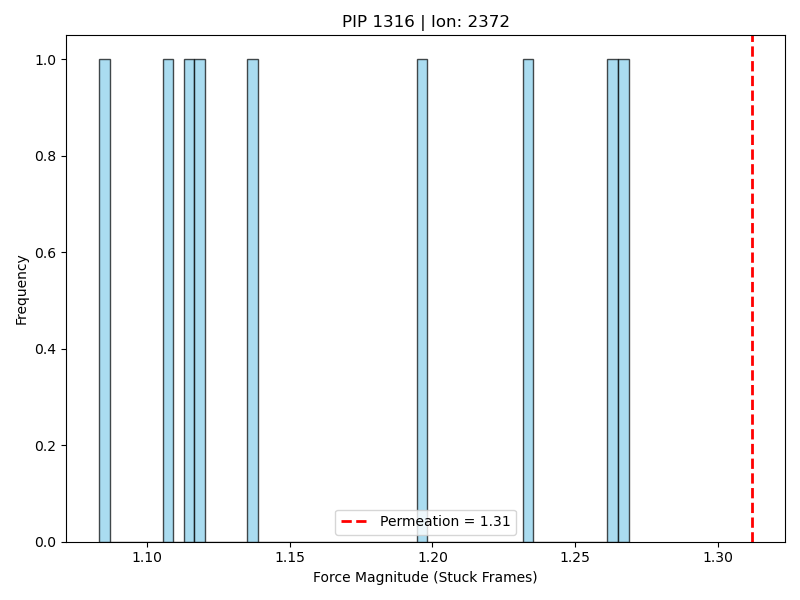 PIP 1316 | Ion: 2372
Frequency
1.0
0.8
0.6
0.4
0.2
0.0
Permeation = 1.31
1.10 1.15 1.20 1.25 1.30
Force Magnitude (Stuck Frames)